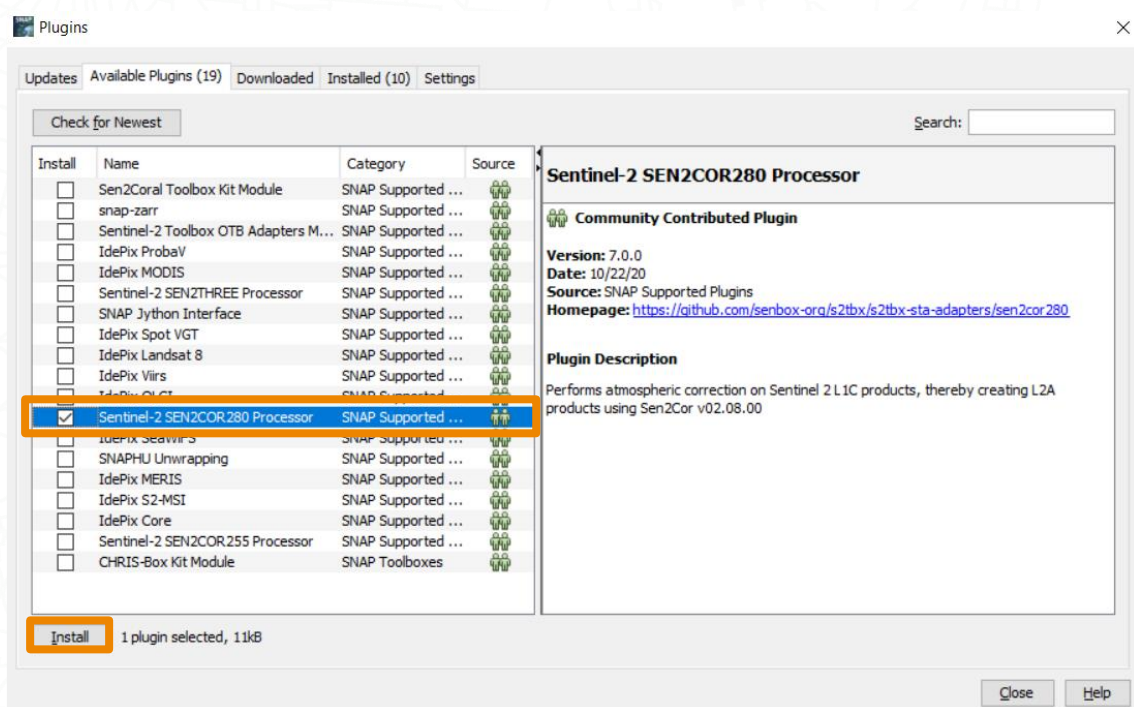 Plugins
Updates Available Plugins (19) Downloaded Installed (10) Settings
Check for Newest Search:
Install Name Category Source
Sen2Coral Toolbox Kit Module SNAP Supported ...
snap-zarr SNAP Supported ...
Sentinel-2 Toolbox OTB Adapters M... SNAP Supported ...
IdePix ProbaV SNAP Supported ...
IdePix MODIS SNAP Supported ...
Sentinel-2 SEN2THREE Processor SNAP Supported ...
SNAP Jython Interface SNAP Supported ...
IdePix Spot VGT SNAP Supported ...
IdePix Landsat 8 SNAP Supported ...
IdePix Viirs SNAP Supported ...
IdePix OLCI SNAP Supported ...
Sentinel-2 SEN2COR280 Processor SNAP Supported ...
IdePix SeaWiFS SNAP Supported ...
SNAPHU Unwrapping SNAP Supported ...
IdePix MERIS SNAP Supported ...
IdePix S2-MSI SNAP Supported ...
IdePix Core SNAP Supported ...
Sentinel-2 SEN2COR255 Processor SNAP Supported ...
CHRIS-Box Kit Module SNAP Toolboxes
Install 1 plugin selected, 11kB
Sentinel-2 SEN2COR280 Processor
Community Contributed Plugin
Version: 7.0.0
Date: 10/22/20
Source: SNAP Supported Plugins
Homepage: https://github.com/senbox-org/s2tbx/s2tbx-sta-adapters/sen2cor280
Plugin Description
Performs atmospheric correction on Sentinel 2 L1C products, thereby creating L2A
products using Sen2Cor v02.08.00
Close Help